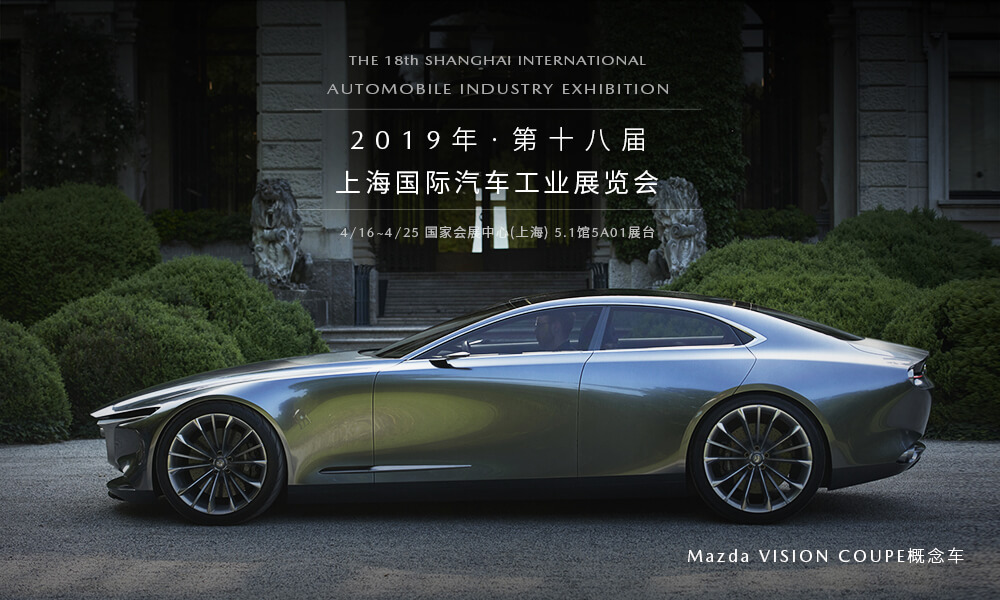 THE 18th SHANGHAI INTERNATIONAL
AUTOMOBILE INDUSTRY EXHIBITION
2019年·第十八届
上海国际汽车工业展览会
4/16~4/25 国家会展中心(上海) 5.1馆5A01展台
Mazda VISION COUPE概念车